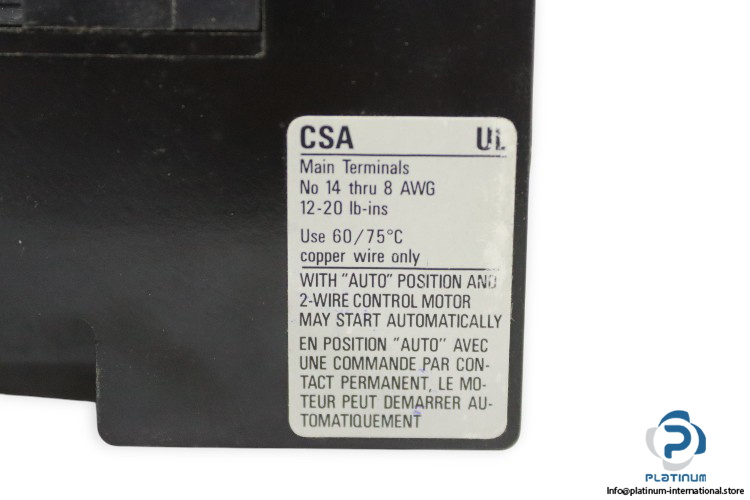 CSA UL
Main Terminals
No 14 thru 8 AWG
12-20 lb-ins
Use 60/75°C
copper wire only
WITH "AUTO" POSITION AND
2-WIRE CONTROL MOTOR
MAY START AUTOMATICALLY
EN POSITION "AUTO" AVEC
UNE COMMANDE PAR CON-
TACT PERMANENT, LE MO-
TEUR PEUT DEMARRER AU-
TOMATIQUEMENT
PLATINUM
Info@platinum-international.store